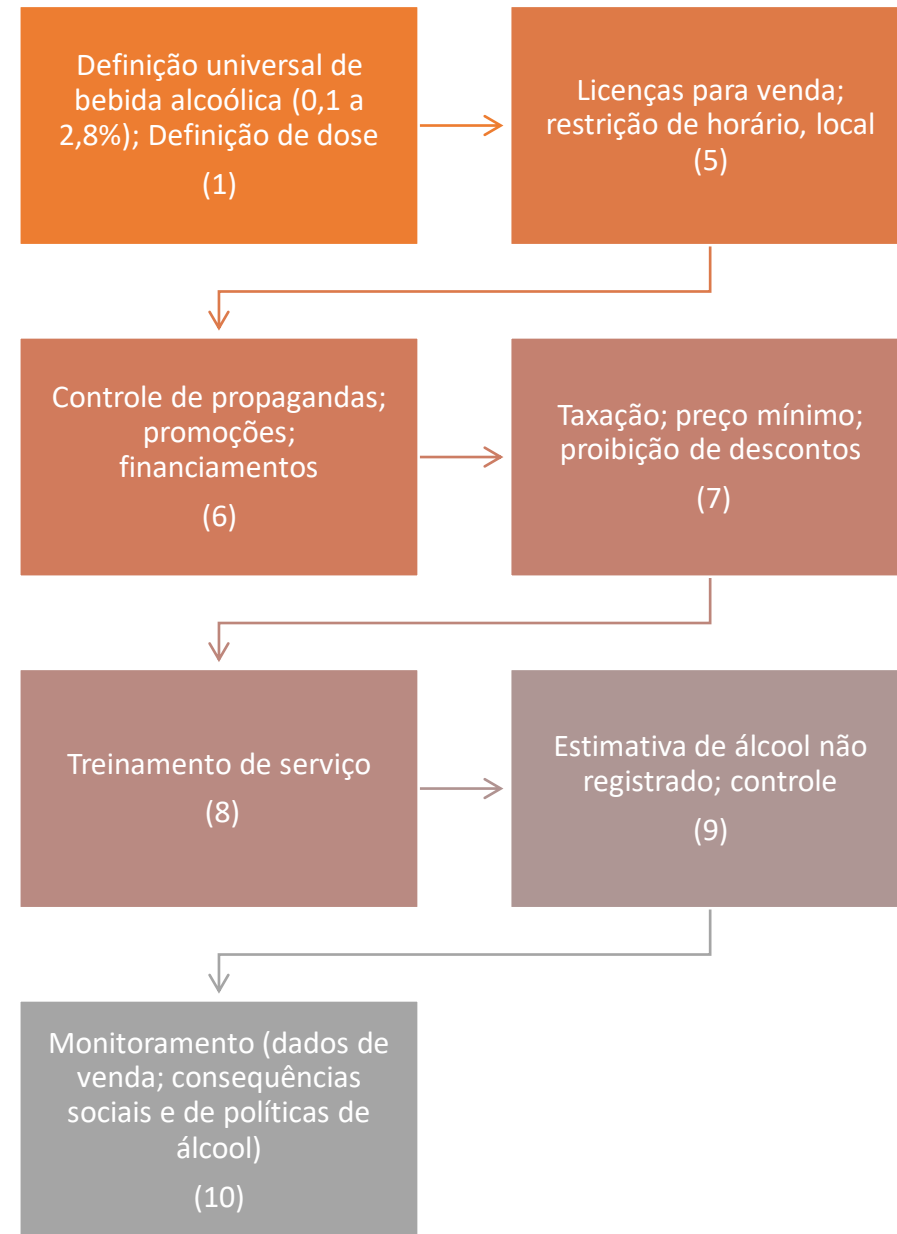 Definição universal de
bebida alcoólica (0,1 a
2,8%); Definição de dose
(1)
Licenças para venda;
restrição de horário, local
(5)
Controle de propagandas;
promoções;
financiamentos
(6)
Taxação; preço mínimo;
proibição de descontos
(7)
Treinamento de serviço
(8)
Estimativa de álcool não
registrado; controle
(9)
Monitoramento (dados de
venda; consequências
sociais e de políticas de
álcool)
(10)